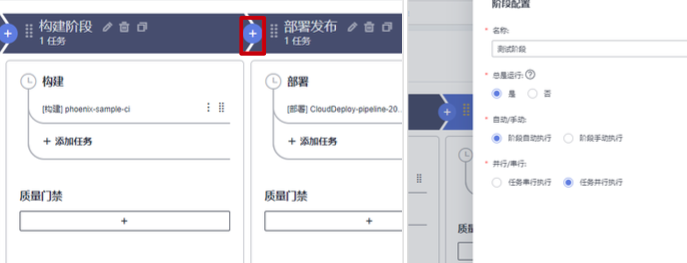 构建阶段
1 任务
构建
[构建] phoenix-sample-ci
+ 添加任务
质量门禁
+
部署发布
1 任务
部署
[部署] CloudDeploy-pipeline-20...
+ 添加任务
质量门禁
+
阶段配置
* 名称:
测试阶段
* 总是运行:
是
否
* 自动/手动:
阶段自动执行
阶段手动执行
* 并行/串行:
任务串行执行
任务并行执行